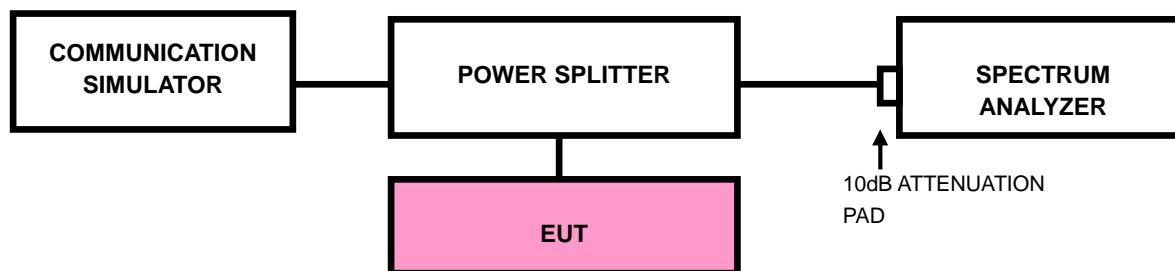 COMMUNICATION
SIMULATOR
POWER SPLITTER
SPECTRUM
ANALYZER
10dB ATTENUATION
PAD
EUT